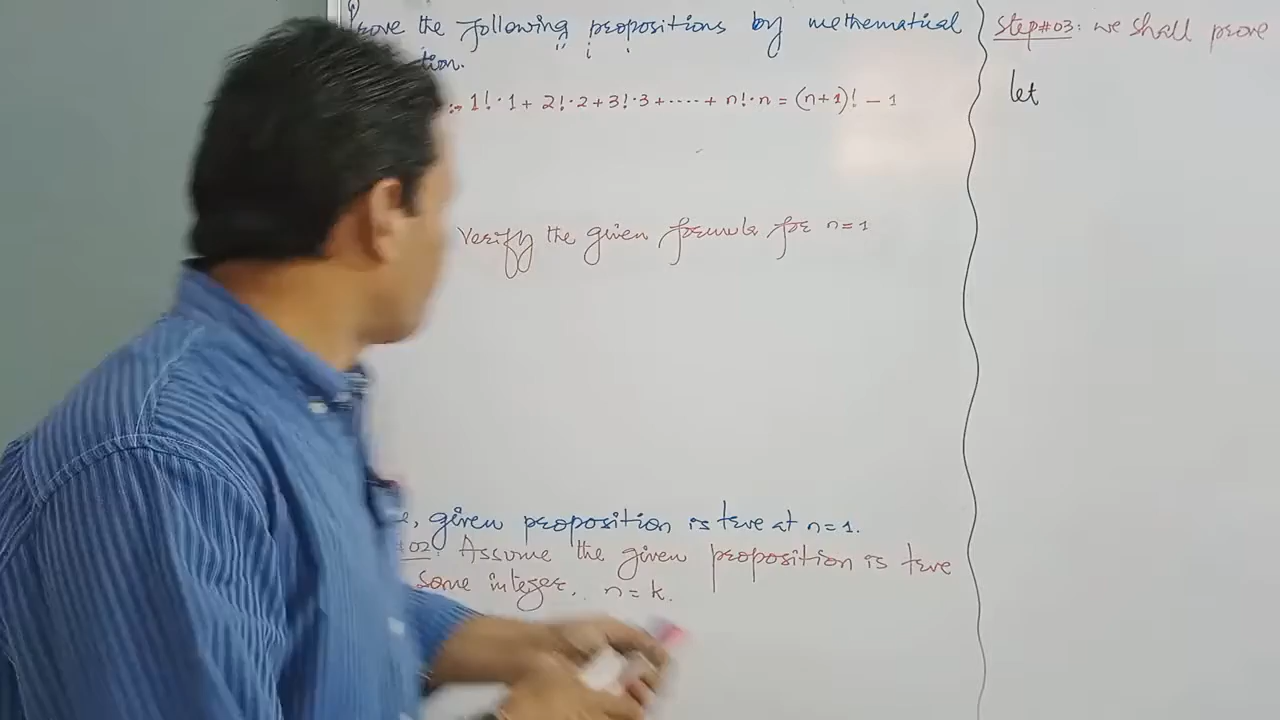 Prove the following propositions by methematical
tion.
:- 1!·1 + 2!·2 + 3!·3 + ····· + n!·n = (n+1)! - 1
Verify the given formula for n=1
e, given proposition is true at n=1.
02: Assume the given proposition is true
some integer, n = k.
Step#03: we shall prove
let